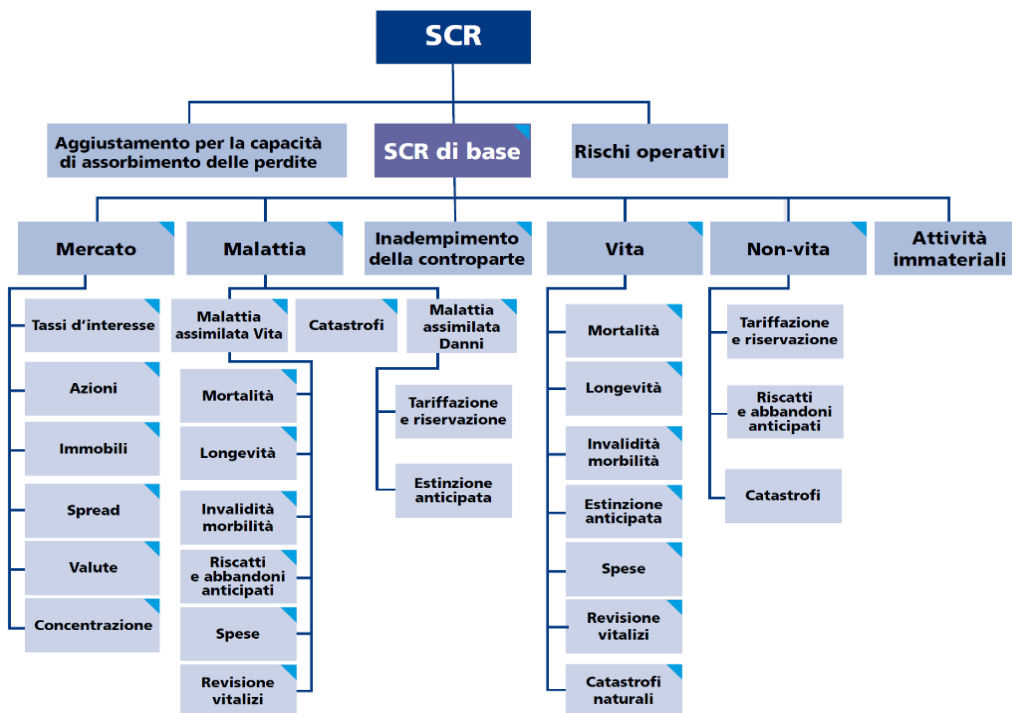 SCR
Aggiustamento per la capacità
di assorbimento delle perdite
SCR di base
Rischi operativi
Mercato
Malattia
Inadempimento
della controparte
Vita
Non-vita
Attività
immateriali
Tassi d'interesse
Azioni
Immobili
Spread
Valute
Concentrazione
Malattia
assimilata Vita
Catastrofi
Malattia
assimilata
Danni
Mortalità
Longevità
Invalidità
morbilità
Riscatti
e abbandoni
anticipati
Spese
Revisione
vitalizi
Tariffazione
e riservazione
Estinzione
anticipata
Mortalità
Longevità
Invalidità
morbilità
Estinzione
anticipata
Spese
Revisione
vitalizi
Catastrofi
naturali
Tariffazione
e riservazione
Riscatti
e abbandoni
anticipati
Catastrofi